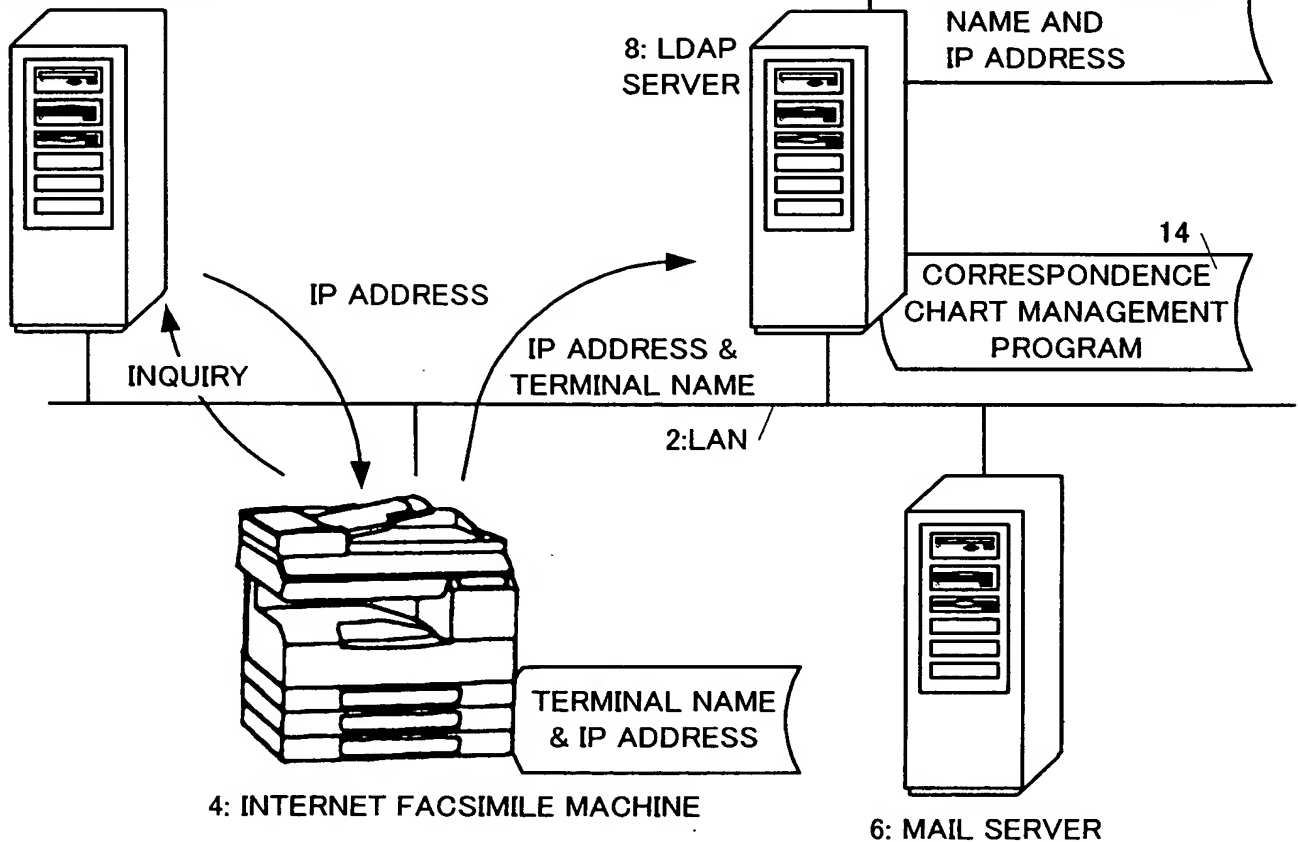 NAME AND
IP ADDRESS
8: LDAP
SERVER
14
CORRESPONDENCE
CHART MANAGEMENT
PROGRAM
IP ADDRESS
INQUIRY
IP ADDRESS &
TERMINAL NAME
2:LAN
TERMINAL NAME
& IP ADDRESS
4: INTERNET FACSIMILE MACHINE
6: MAIL SERVER